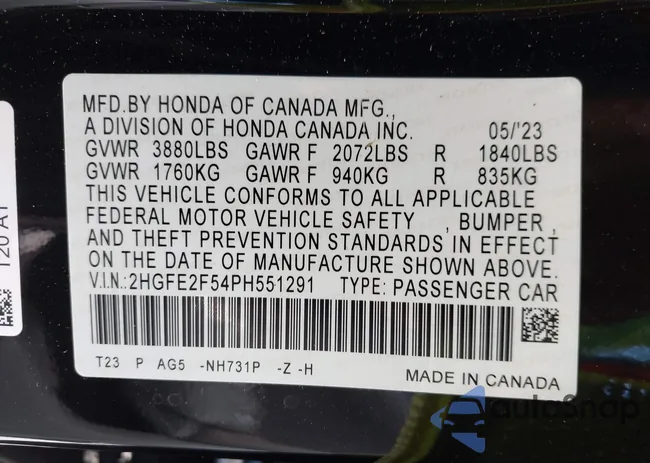 MFD.BY HONDA OF CANADA MFG.,
A DIVISION OF HONDA CANADA INC. 05/'23
GVWR 3880LBS GAWR F 2072LBS R 1840LBS
GVWR 1760KG GAWR F 940KG R 835KG
THIS VEHICLE CONFORMS TO ALL APPLICABLE
FEDERAL MOTOR VEHICLE SAFETY , BUMPER ,
AND THEFT PREVENTION STANDARDS IN EFFECT
ON THE DATE OF MANUFACTURE SHOWN ABOVE.
V.I.N.:2HGFE2F54PH551291 TYPE: PASSENGER CAR
T23 P AG5 -NH731P -Z -H
MADE IN CANADA
autoSnap